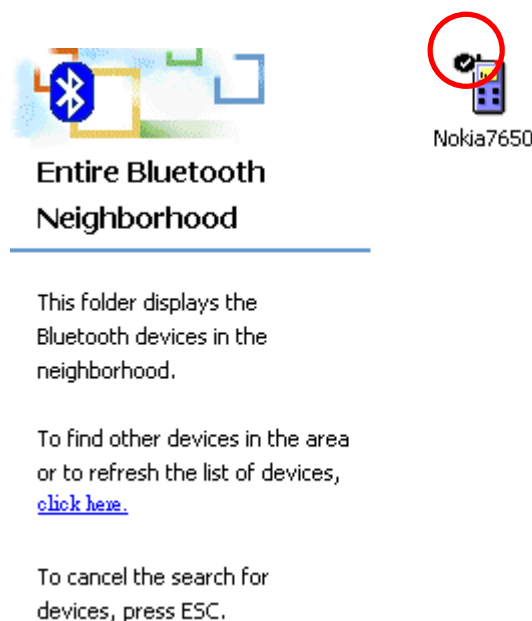 Entire Bluetooth
Neighborhood
This folder displays the
Bluetooth devices in the
neighborhood.
To find other devices in the area
or to refresh the list of devices,
click here.
To cancel the search for
devices, press ESC.
Nokia7650